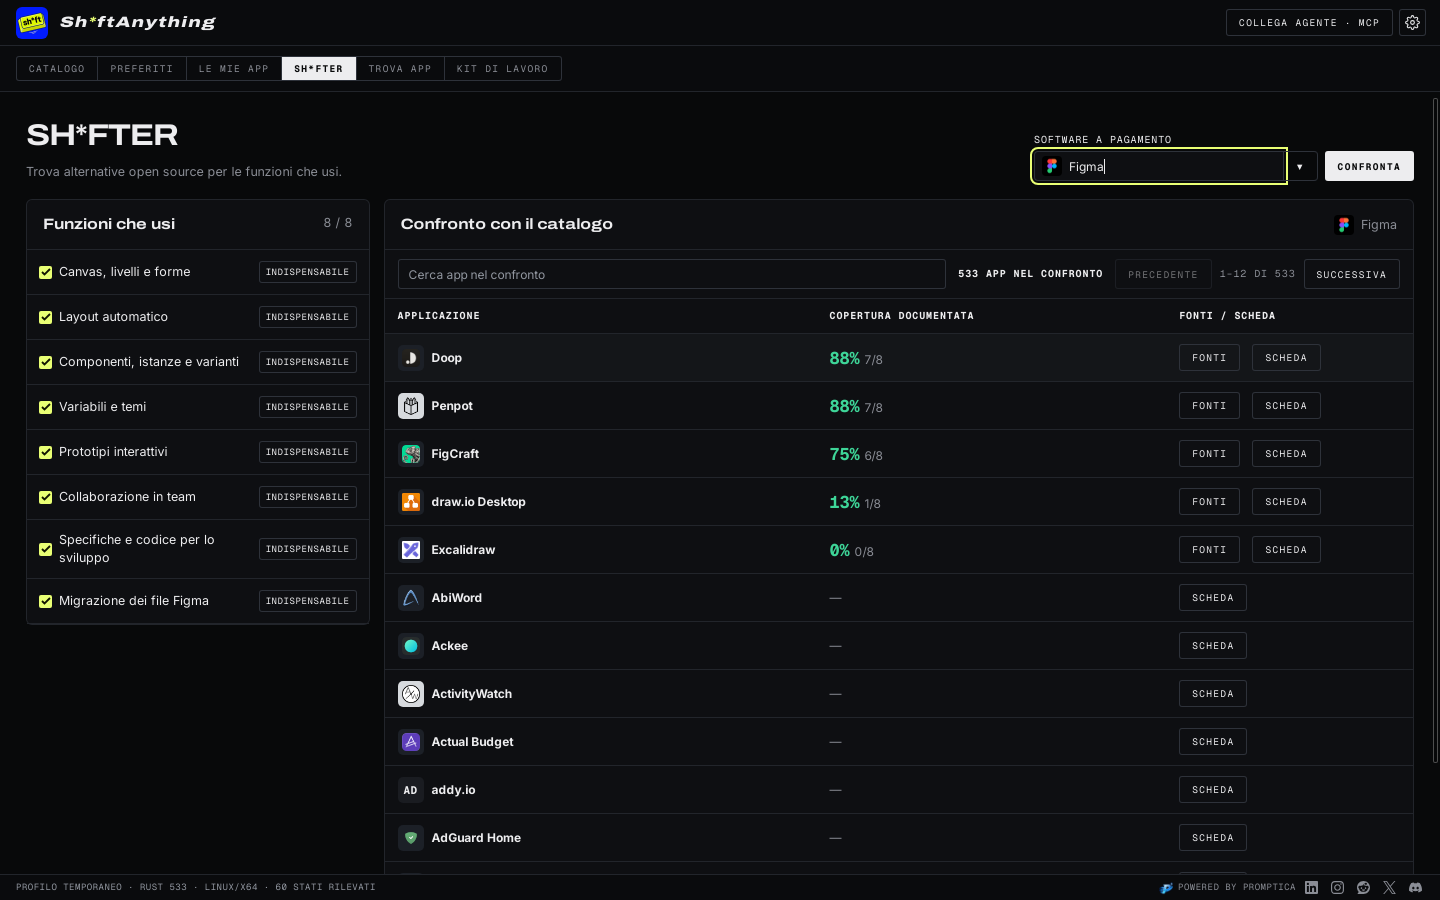 sh*ft
Sh*ftAnything
COLLEGA AGENTE · MCP
CATALOGO
PREFERITI
LE MIE APP
SH*FTER
TROVA APP
KIT DI LAVORO
SH*FTER
Trova alternative open source per le funzioni che usi.
SOFTWARE A PAGAMENTO
Figma
▼
CONFRONTA
Funzioni che usi
8 / 8
Canvas, livelli e forme
INDISPENSABILE
Layout automatico
INDISPENSABILE
Componenti, istanze e varianti
INDISPENSABILE
Variabili e temi
INDISPENSABILE
Prototipi interattivi
INDISPENSABILE
Collaborazione in team
INDISPENSABILE
Specifiche e codice per lo
sviluppo
INDISPENSABILE
Migrazione dei file Figma
INDISPENSABILE
Confronto con il catalogo
Figma
Cerca app nel confronto
533 APP NEL CONFRONTO
PRECEDENTE
1–12 DI 533
SUCCESSIVA
APPLICAZIONE
COPERTURA DOCUMENTATA
FONTI / SCHEDA
Doop
88% 7/8
FONTI
SCHEDA
Penpot
88% 7/8
FONTI
SCHEDA
FigCraft
75% 6/8
FONTI
SCHEDA
draw.io Desktop
13% 1/8
FONTI
SCHEDA
Excalidraw
0% 0/8
FONTI
SCHEDA
AbiWord
—
SCHEDA
Ackee
—
SCHEDA
ActivityWatch
—
SCHEDA
Actual Budget
—
SCHEDA
AD
addy.io
—
SCHEDA
AdGuard Home
—
SCHEDA
PROFILO TEMPORANEO · RUST 533 · LINUX/X64 · 60 STATI RILEVATI
POWERED BY PROMPTICA